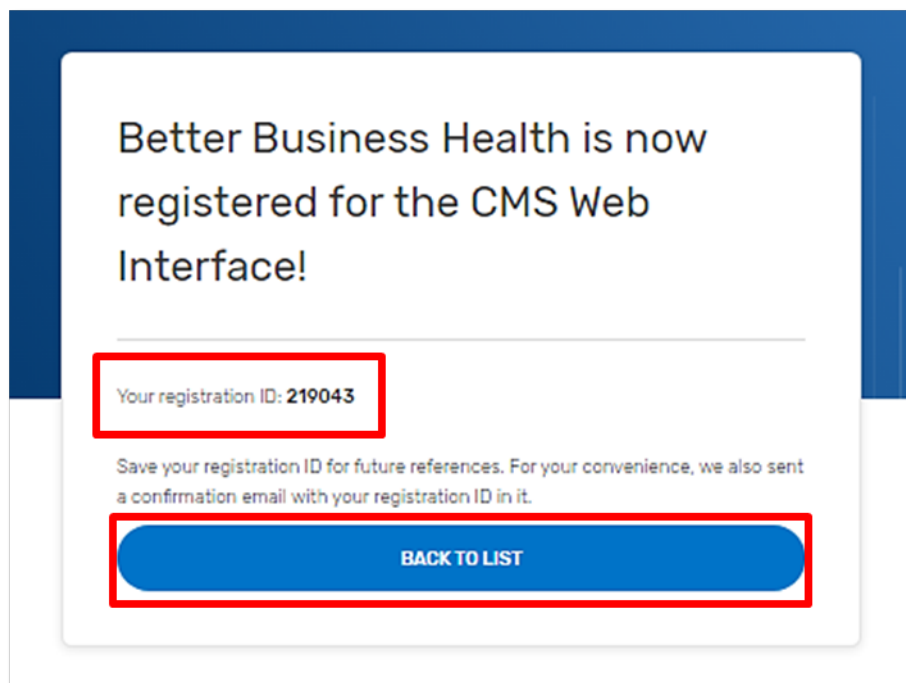 Better Business Health is now
registered for the CMS Web
Interface!
Your registration ID: 219043
Save your registration ID for future references. For your convenience, we also sent
a confirmation email with your registration ID in it.
BACK TO LIST